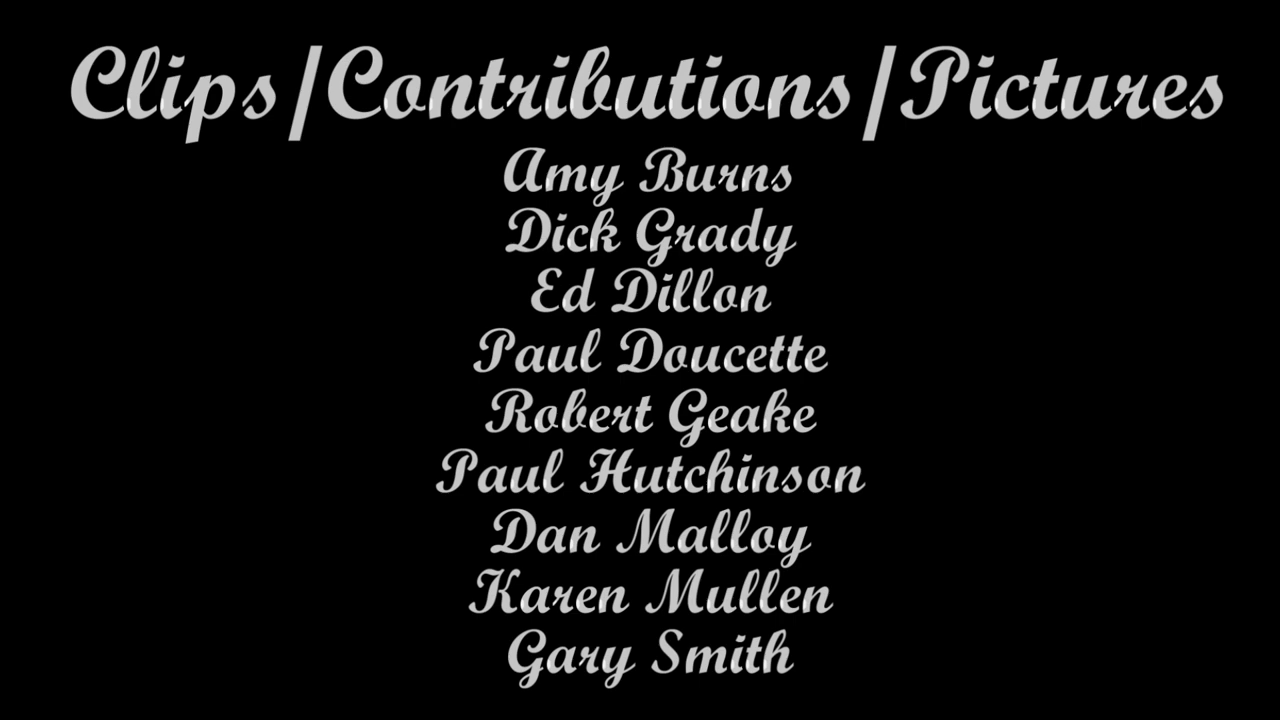 Clips/Contributions/Pictures
Amy Burns
Dick Grady
Ed Dillon
Paul Doucette
Robert Geake
Paul Hutchinson
Dan Malloy
Karen Mullen
Gary Smith